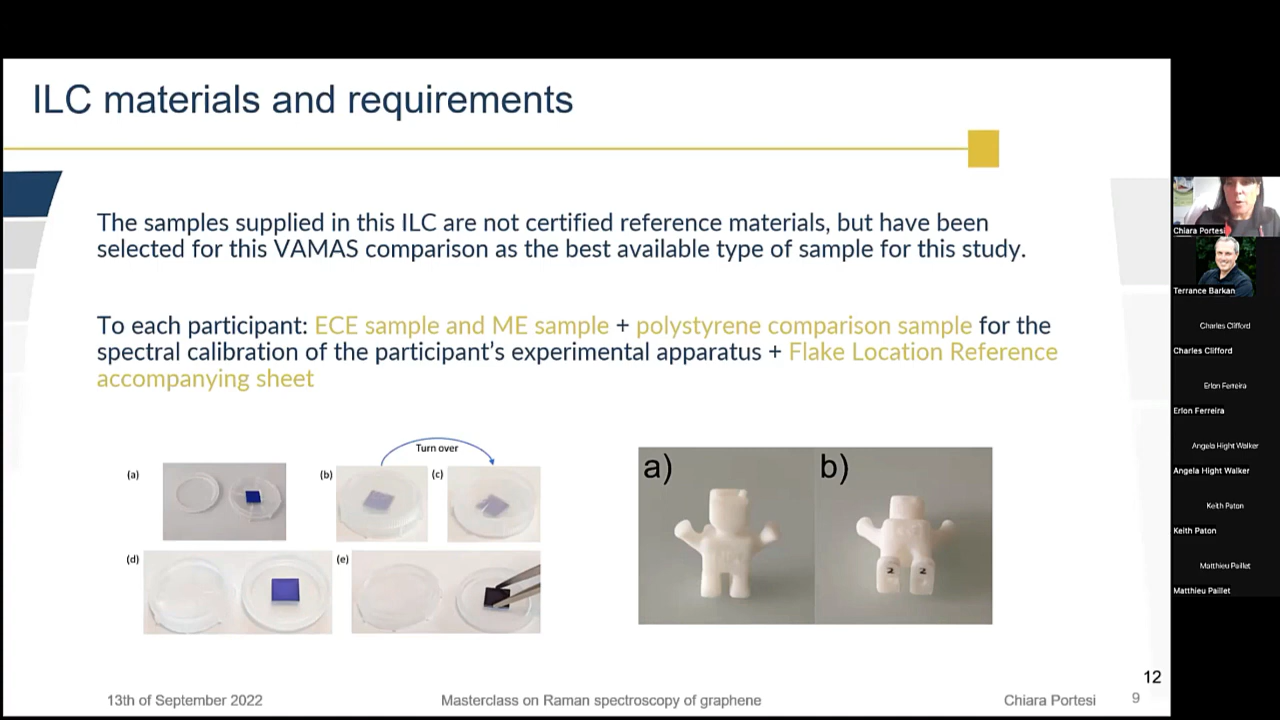 ILC materials and requirements
The samples supplied in this ILC are not certified reference materials, but have been
selected for this VAMAS comparison as the best available type of sample for this study.
To each participant: ECE sample and ME sample + polystyrene comparison sample for the
spectral calibration of the participant's experimental apparatus + Flake Location Reference
accompanying sheet
Turn over
(a)
(b)
(c)
(d)
(e)
a)
b)
2
2
12
13th of September 2022
Masterclass on Raman spectroscopy of graphene
Chiara Portesi
9
Chiara Portesi
Terrance Barkan
Charles Clifford
Charles Clifford
Erlon Ferreira
Erlon Ferreira
Angela Hight Walker
Angela Hight Walker
Keith Paton
Keith Paton
Matthieu Paillet
Matthieu Paillet